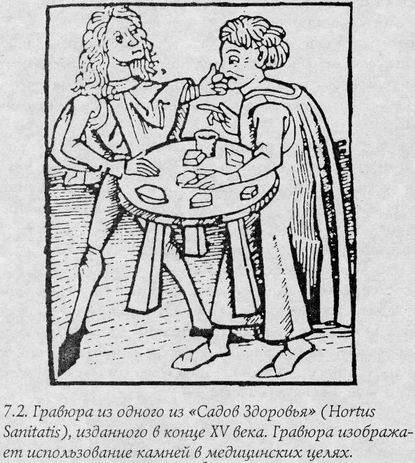 7.2. Гравюра из одного из «Садов Здоровья» (Hortus
Sanitatis), изданного в конце XV века. Гравюра изобража-
ет использование камней в медицинских целях.